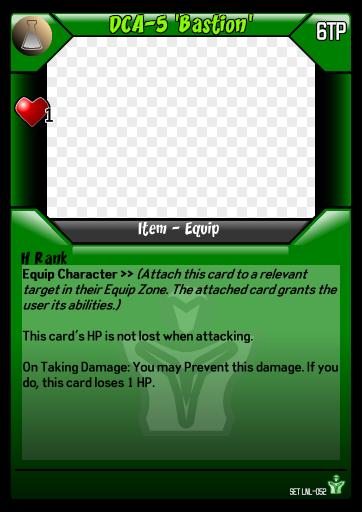 DCA-5 'Bastion'
6TP
1
Item - Equip
H Rank
Equip Character >> (Attach this card to a relevant
target in their Equip Zone. The attached card grants the
user its abilities.)
This card's HP is not lost when attacking.
On Taking Damage: You may Prevent this damage. If you
do, this card loses 1 HP.
SET LNL-052